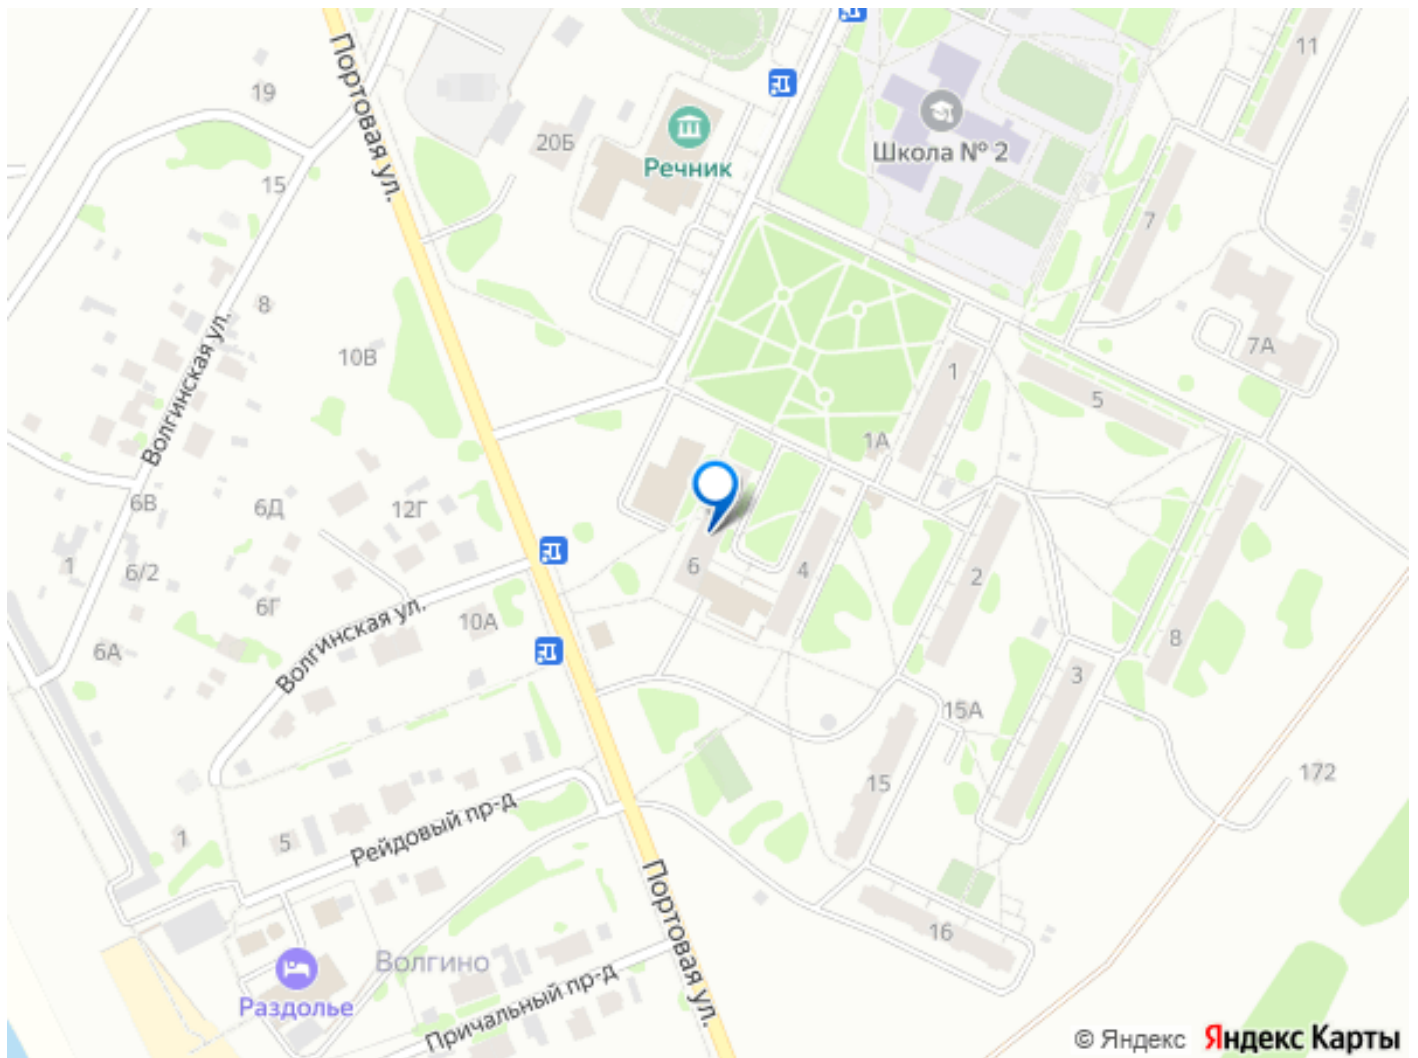 11
19
Портовая ул.
20Б
Речник
Школа № 2
15
7
8
7А
10В
Волгинская ул.
1
5
1А
6В
6Д
12Г
1
6/2
6
4
2
6Г
Волгинская ул.
10А
8
6А
3
15А
172
15
1
5
Рейдовый пр-д
Портовая ул.
16
Волгино
Раздолье
Причальный пр-д
© Яндекс Яндекс Карты